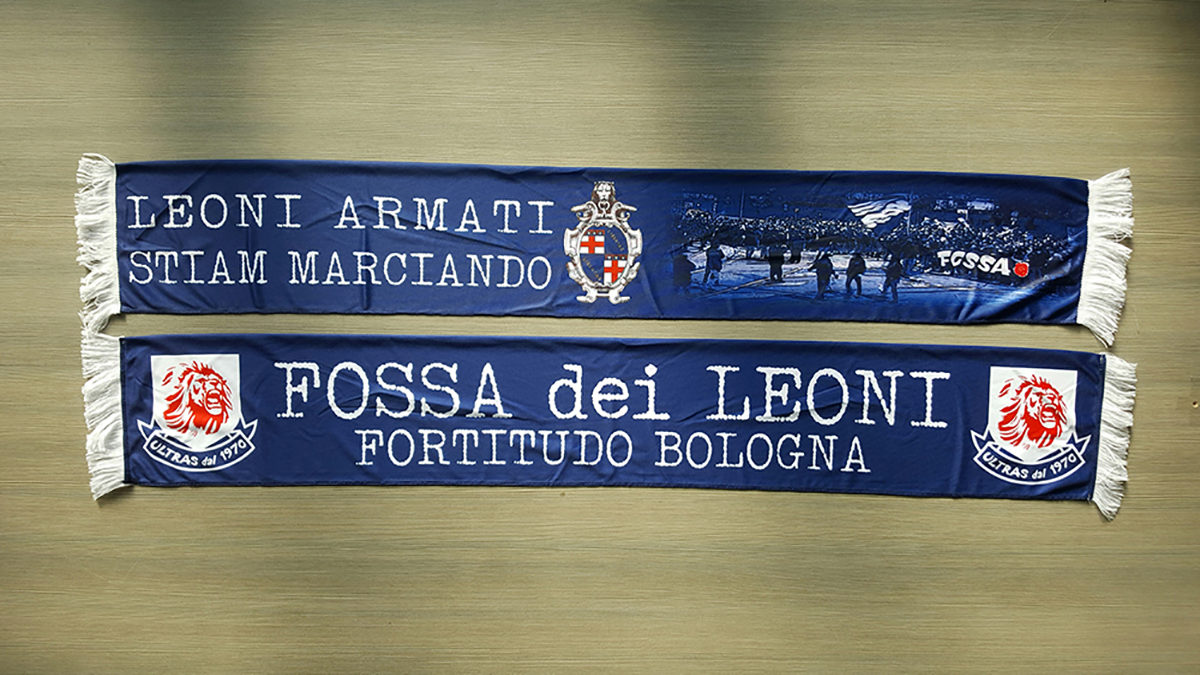 LEONI ARMATI
STIAM MARCIANDO
FOSSA
FOSSA dei LEONI
FORTITUDO BOLOGNA
ULTRAS dal 1970
ULTRAS dal 1970